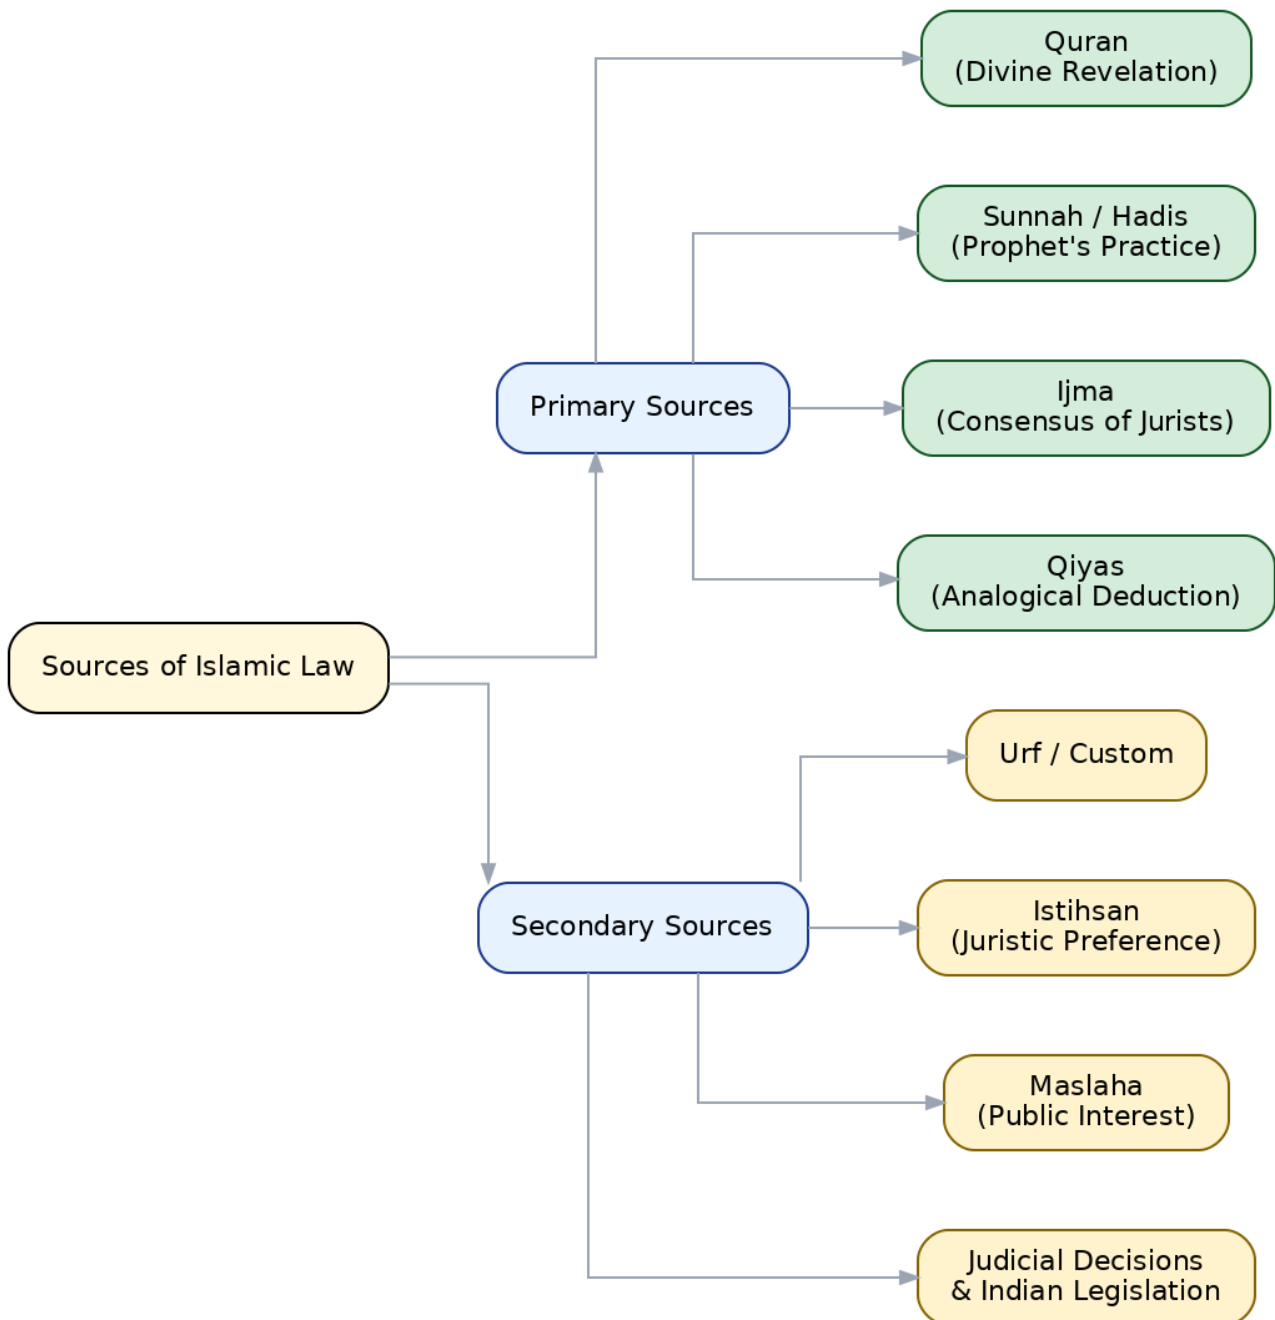 Sources of Islamic Law
Primary Sources
Quran
(Divine Revelation)
Sunnah / Hadis
(Prophet's Practice)
Ijma
(Consensus of Jurists)
Qiyas
(Analogical Deduction)
Secondary Sources
Urf / Custom
Istihsan
(Juristic Preference)
Maslaha
(Public Interest)
Judicial Decisions
& Indian Legislation